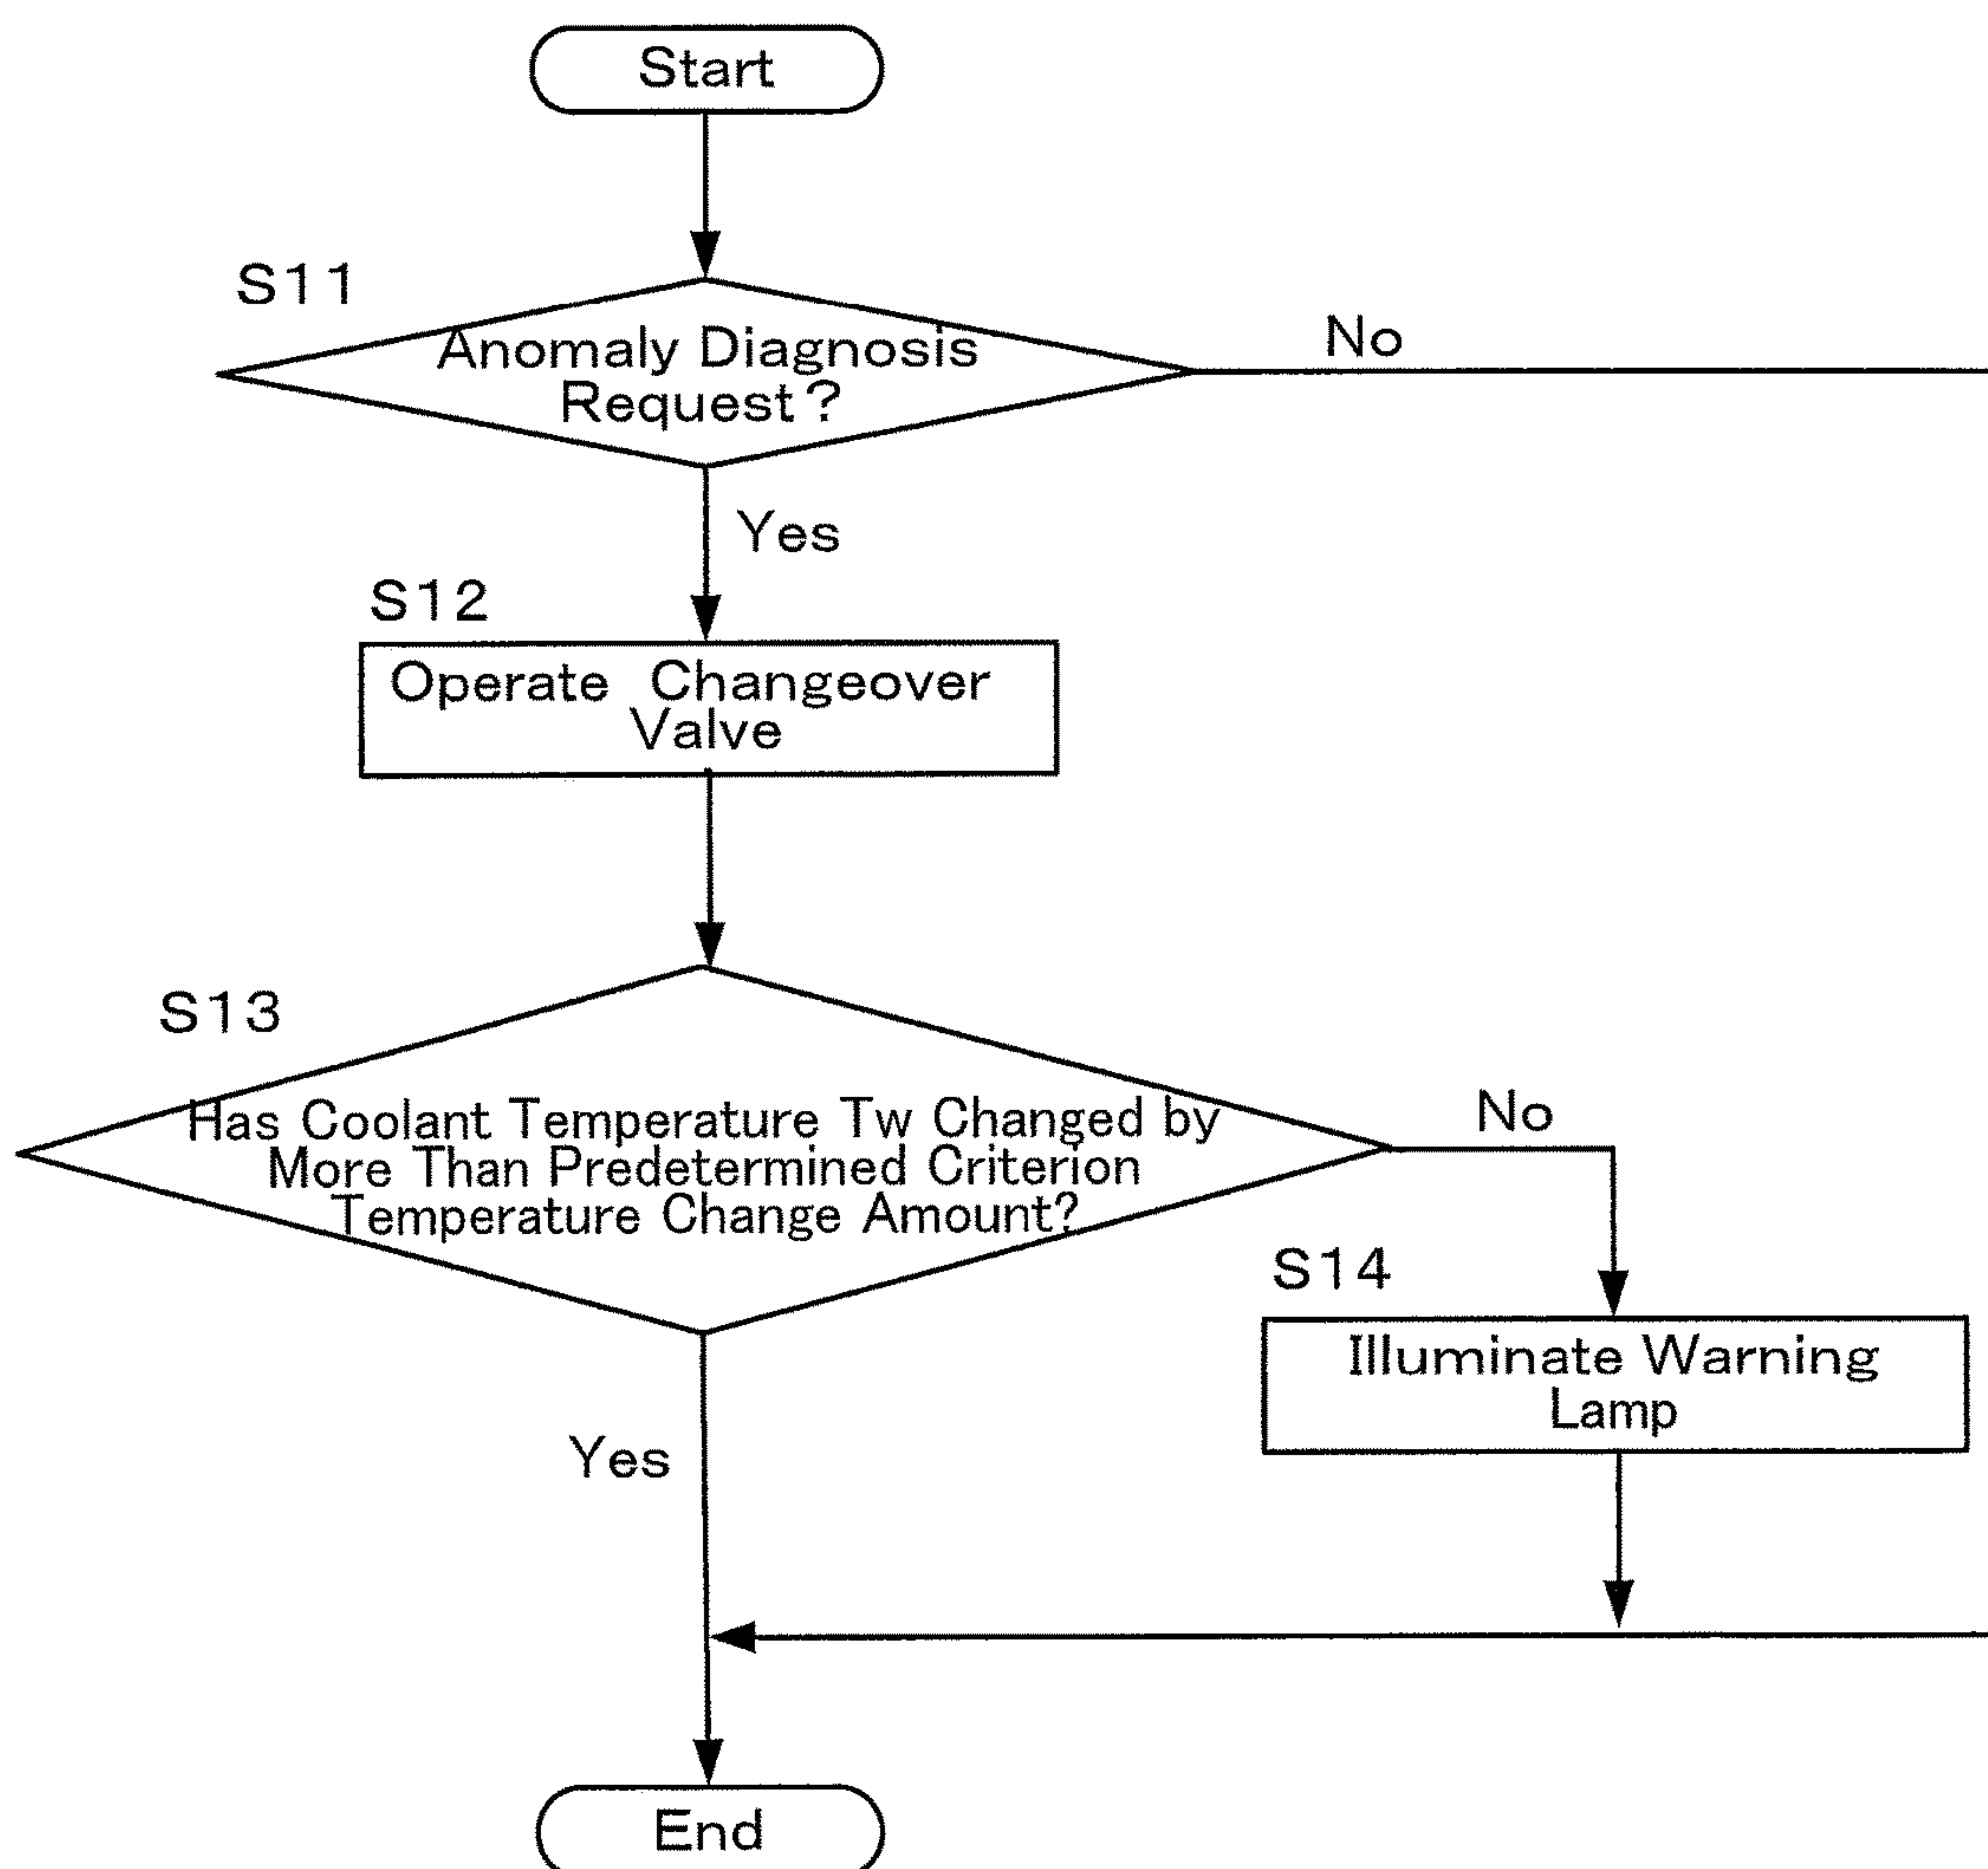 Start
S11
Anomaly Diagnosis
Request?
No
Yes
S12
Operate Changeover
Valve
S13
Has Coolant Temperature Tw Changed by
More Than Predetermined Criterion
Temperature Change Amount?
No
S14
Illuminate Warning
Lamp
Yes
End